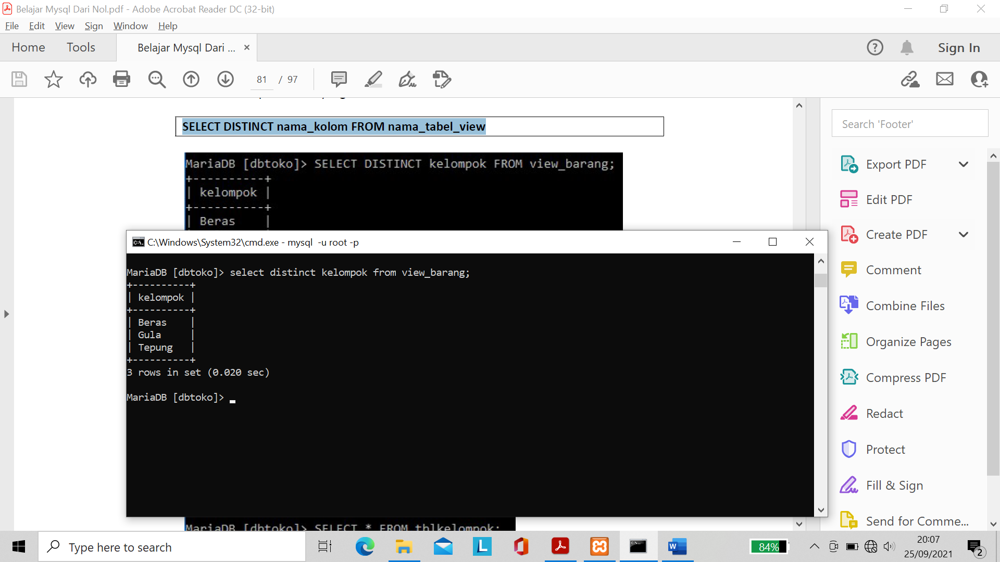 Belajar Mysql Dari Nol.pdf - Adobe Acrobat Reader DC (32-bit)
File Edit View Sign Window Help
Home Tools Belajar Mysql Dari ... × Sign In
81 / 97
SELECT DISTINCT nama_kolom FROM nama_tabel_view
MariaDB [dbtoko]> SELECT DISTINCT kelompok FROM view_barang;
+----------+
| kelompok |
+----------+
| Beras    |
C:\Windows\System32\cmd.exe - mysql  -u root -p
MariaDB [dbtoko]> select distinct kelompok from view_barang;
+----------+
| kelompok |
+----------+
| Beras    |
| Gula     |
| Tepung   |
+----------+
3 rows in set (0.020 sec)
MariaDB [dbtoko]>
MariaDB [dbtoko]> SELECT * FROM tblkelompok;
Search 'Footer'
Export PDF
Edit PDF
Create PDF
Comment
Combine Files
Organize Pages
Compress PDF
Redact
Protect
Fill & Sign
Send for Comme...
Type here to search
84%
20:07
25/09/2021
2